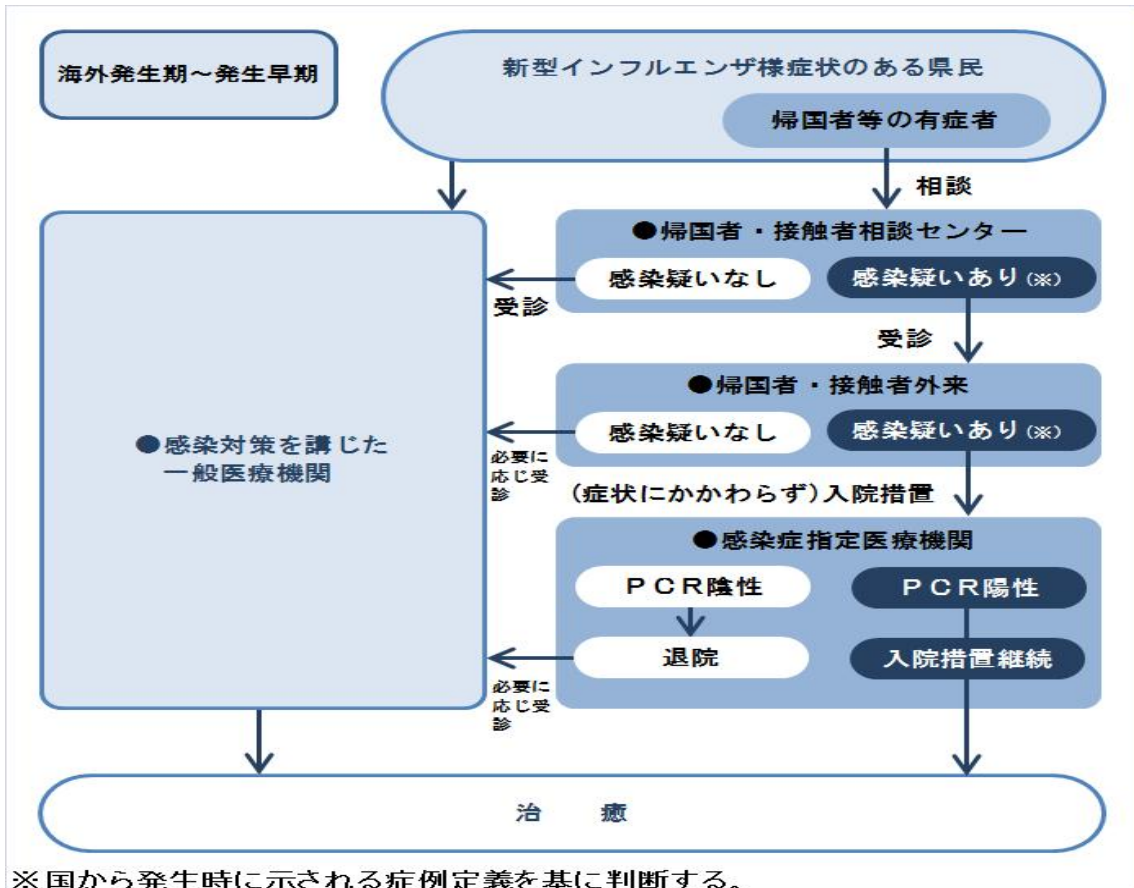 海外発生期~発生早期
新型インフルエンザ様症状のある県民
帰国者等の有症者
相談
●帰国者・接触者相談センター
感染疑いなし
感染疑いあり(※)
受診
受診
●帰国者・接触者外来
感染疑いなし
感染疑いあり(※)
●感染対策を講じた
一般医療機関
必要に
応じ受
診
(症状にかかわらず)入院措置
●感染症指定医療機関
PCR陰性
PCR陽性
退院
入院措置継続
必要に
応じ受
診
治 癒
※国から発生時に示される症例定義を基に判断する。